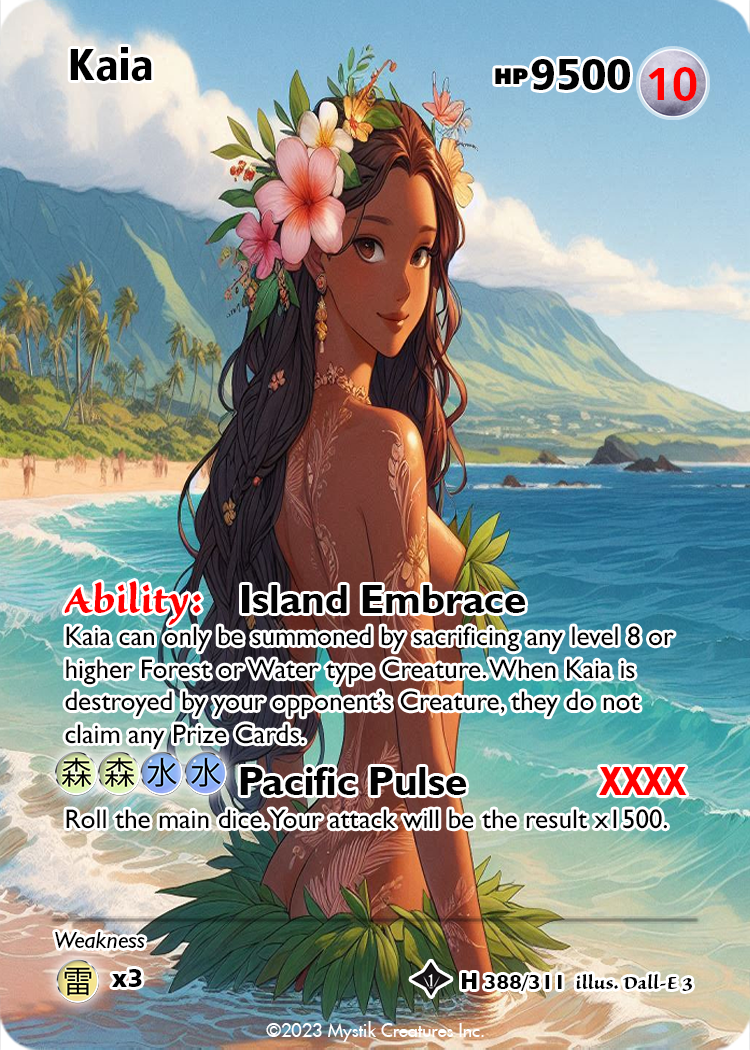 Kaia
HP 9500 10
Ability: Island Embrace
Kaia can only be summoned by sacrificing any level 8 or
higher Forest or Water type Creature. When Kaia is
destroyed by your opponent's Creature, they do not
claim any Prize Cards.
森 森 水 水 Pacific Pulse XXXX
Roll the main dice. Your attack will be the result x1500.
Weakness
雷 x3
1 H 388/311 illus. Dall-E 3
©2023 Mystik Creatures Inc.